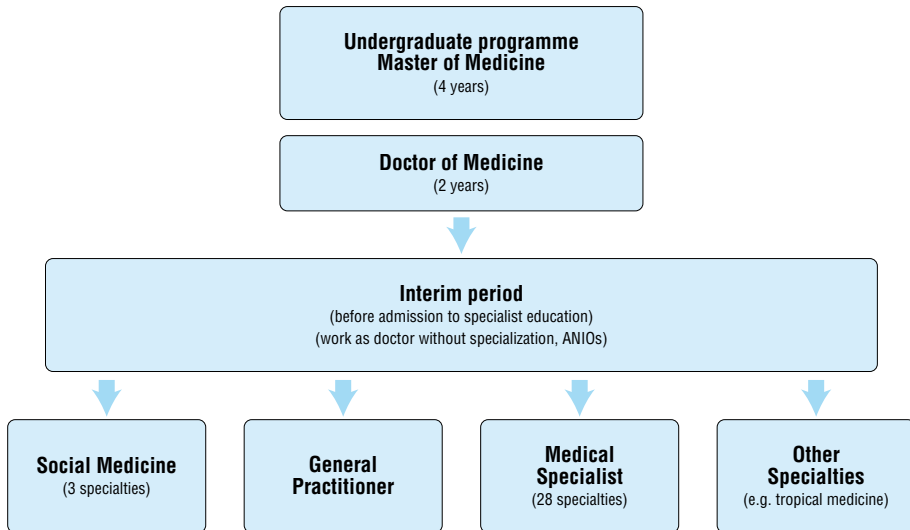 Undergraduate programme
Master of Medicine
(4 years)
Doctor of Medicine
(2 years)
Interim period
(before admission to specialist education)
(work as doctor without specialization, ANIOs)
Social Medicine
(3 specialties)
General
Practitioner
Medical
Specialist
(28 specialties)
Other
Specialties
(e.g. tropical medicine)